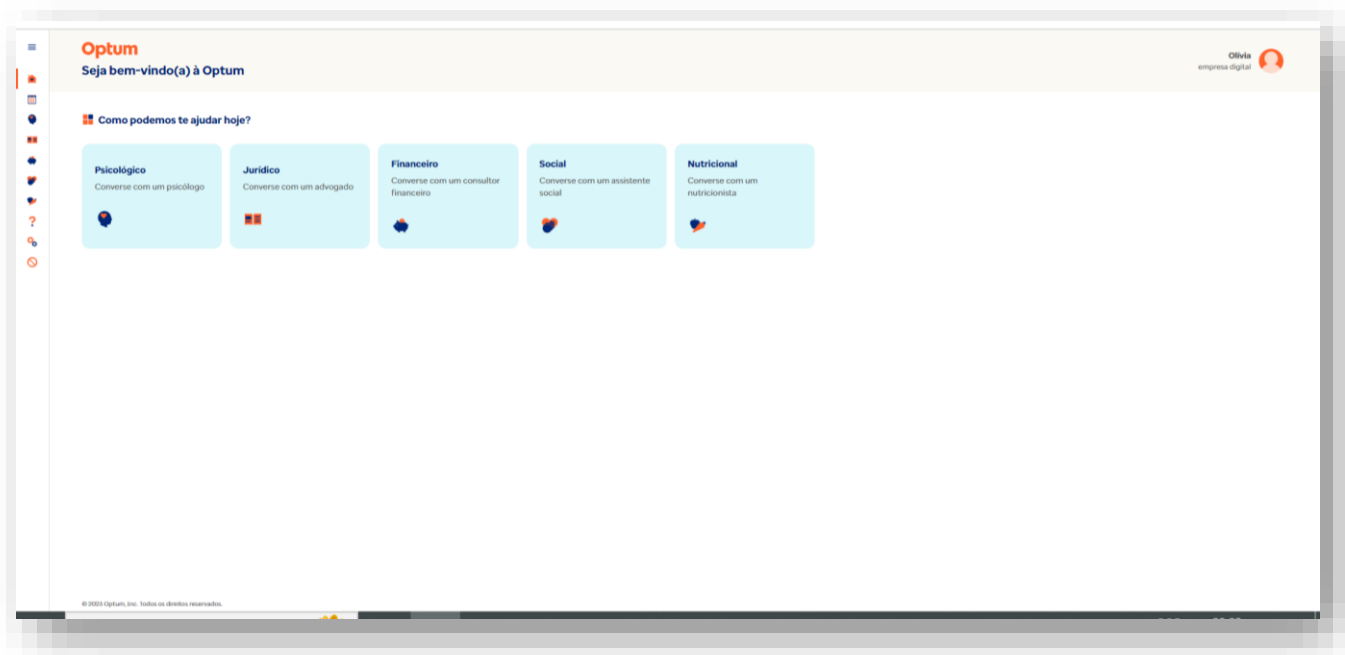 Optum
Seja bem-vindo(a) à Optum
Olívia
empresa digital
Como podemos te ajudar hoje?
Psicológico
Converse com um psicólogo
Jurídico
Converse com um advogado
Financeiro
Converse com um consultor
financeiro
Social
Converse com um assistente
social
Nutricional
Converse com um
nutricionista
© 2023 Optum, Inc. Todos os direitos reservados.